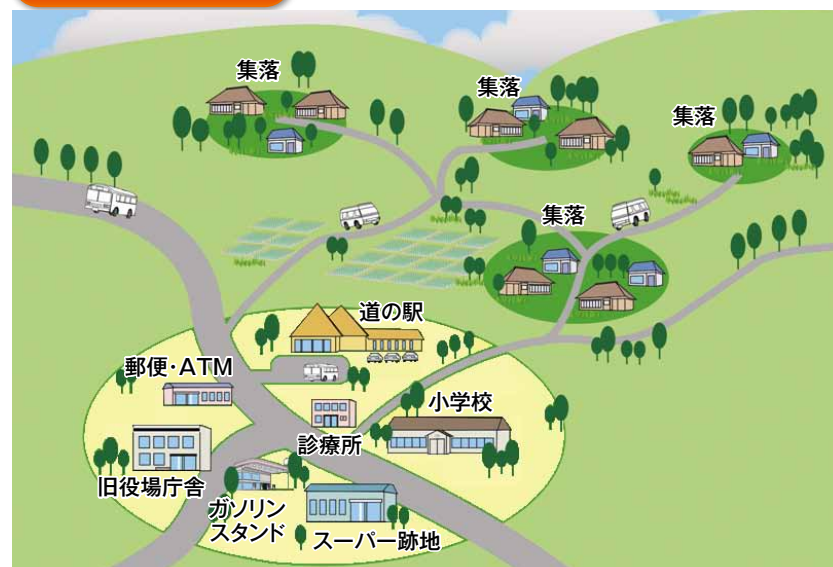 集落
集落
集落
集落
道の駅
郵便・ATM
小学校
診療所
旧役場庁舎
ガソリン
スタンド
スーパー跡地